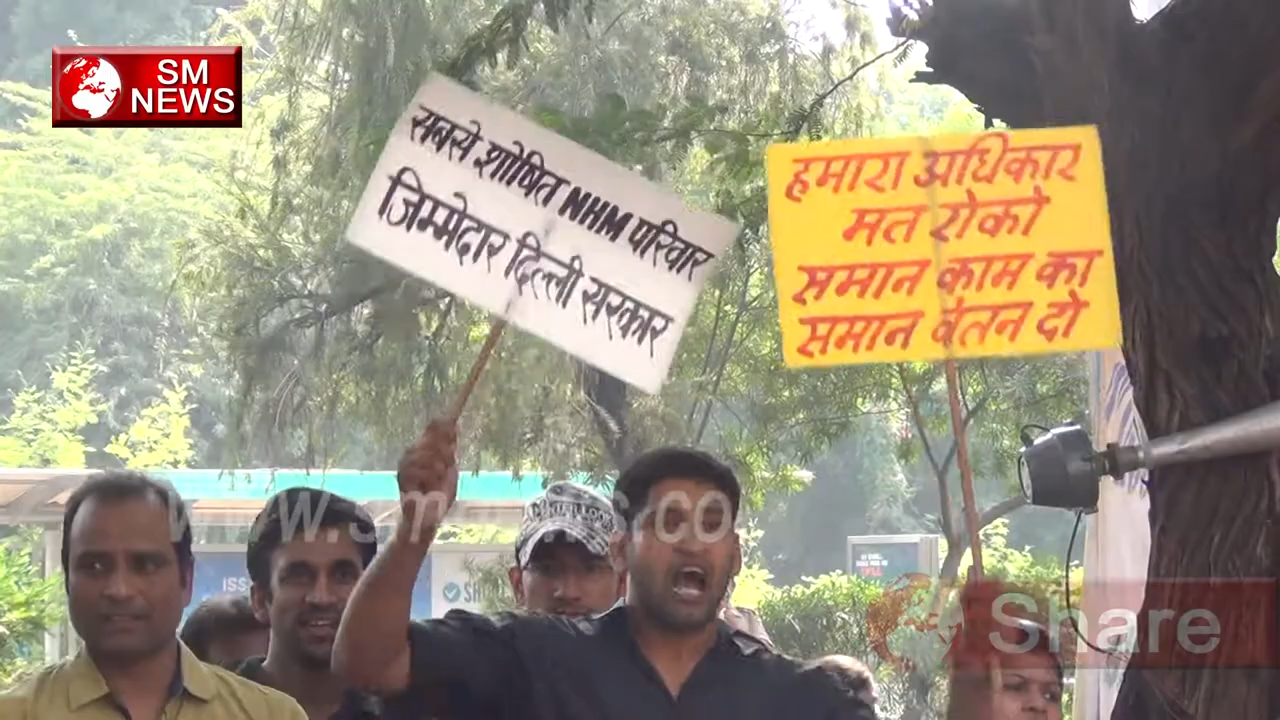 SM
NEWS
सबसे शोषित NHM परिवार
जिम्मेदार दिल्ली सरकार
हमारा अधिकार
मत रोको
समान काम का
समान वेतन दो
Share